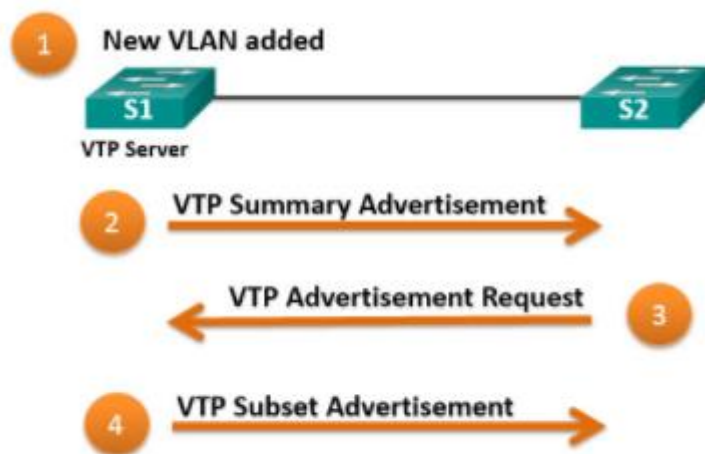 1 New VLAN added
S1 S2
VTP Server
2 VTP Summary Advertisement
VTP Advertisement Request 3
4 VTP Subset Advertisement